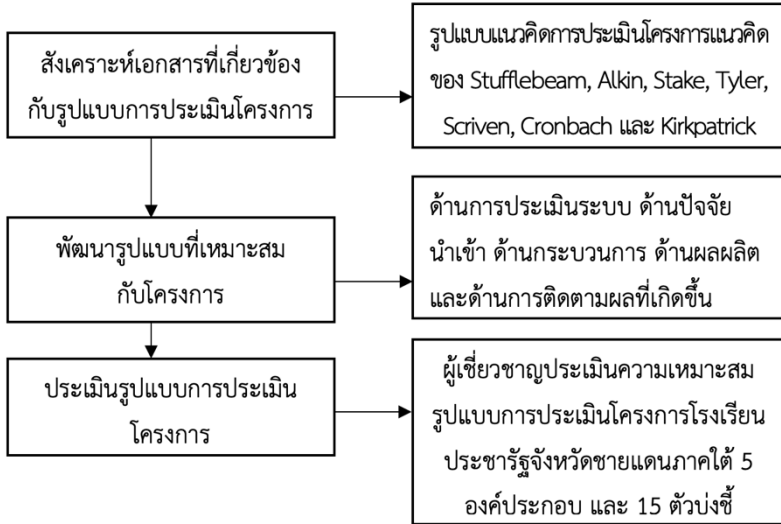 สังเคราะห์เอกสารที่เกี่ยวข้อง
กับรูปแบบการประเมินโครงการ
รูปแบบแนวคิดการประเมินโครงการแนวคิด
ของ Stufflebeam, Alkin, Stake, Tyler,
Scriven, Cronbach และ Kirkpatrick
พัฒนารูปแบบที่เหมาะสม
กับโครงการ
ด้านการประเมินระบบ ด้านปัจจัย
นำเข้า ด้านกระบวนการ ด้านผลผลิต
และด้านการติดตามผลที่เกิดขึ้น
ประเมินรูปแบบการประเมิน
โครงการ
ผู้เชี่ยวชาญประเมินความเหมาะสม
รูปแบบการประเมินโครงการโรงเรียน
ประชารัฐจังหวัดชายแดนภาคใต้ 5
องค์ประกอบ และ 15 ตัวบ่งชี้